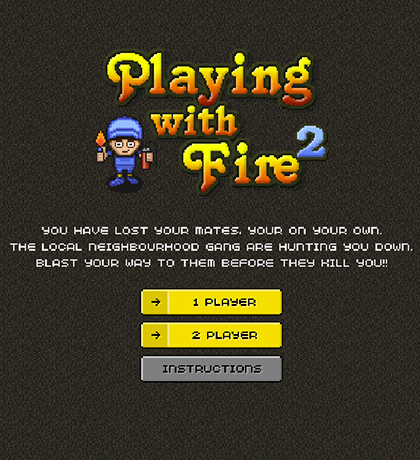 Playing
with
Fire 2
YOU HAVE LOST YOUR MATES, YOUR ON YOUR OWN.
THE LOCAL NEIGHBOURHOOD GANG ARE HUNTING YOU DOWN.
BLAST YOUR WAY TO THEM BEFORE THEY KILL YOU!!
→ 1 PLAYER
→ 2 PLAYER
INSTRUCTIONS